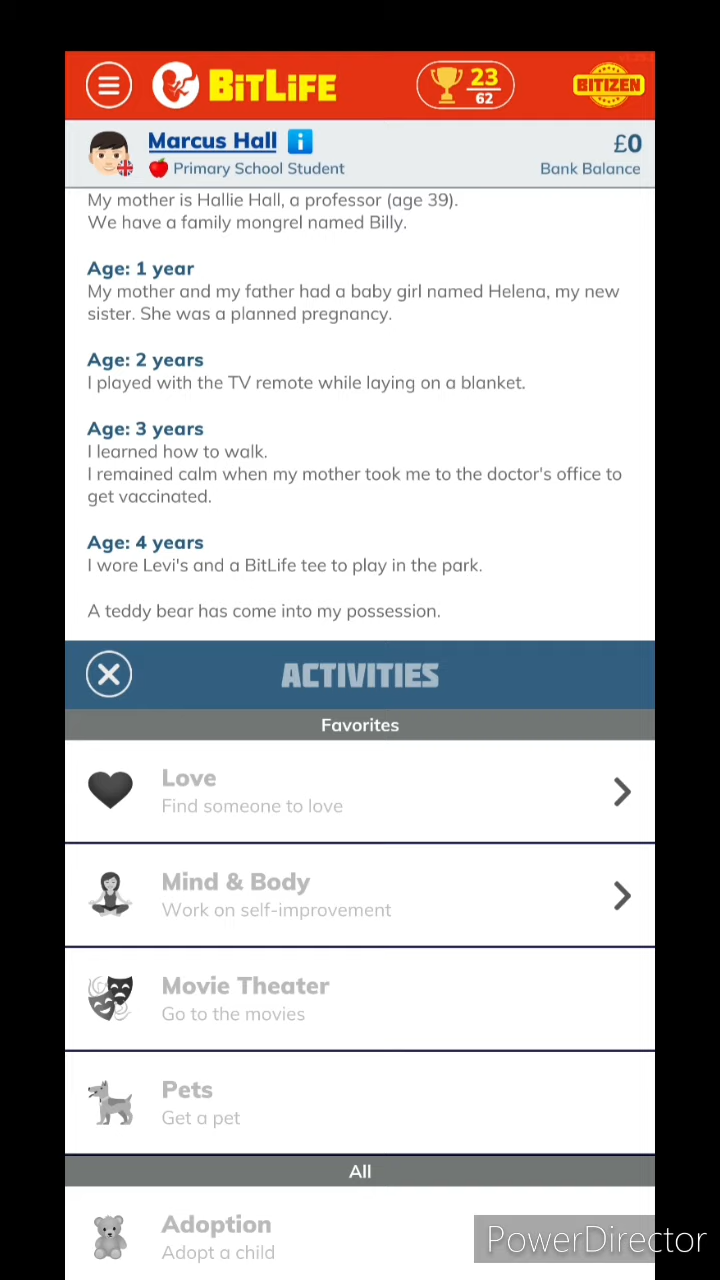 BiTLiFE
23
62
BITIZEN
Marcus Hall i
£0
Primary School Student
Bank Balance
My mother is Hallie Hall, a professor (age 39).
We have a family mongrel named Billy.
Age: 1 year
My mother and my father had a baby girl named Helena, my new
sister. She was a planned pregnancy.
Age: 2 years
I played with the TV remote while laying on a blanket.
Age: 3 years
I learned how to walk.
I remained calm when my mother took me to the doctor's office to
get vaccinated.
Age: 4 years
I wore Levi's and a BitLife tee to play in the park.
A teddy bear has come into my possession.
ACTIVITIES
Favorites
Love
Find someone to love
Mind & Body
Work on self-improvement
Movie Theater
Go to the movies
Pets
Get a pet
All
Adoption
Adopt a child
PowerDirector